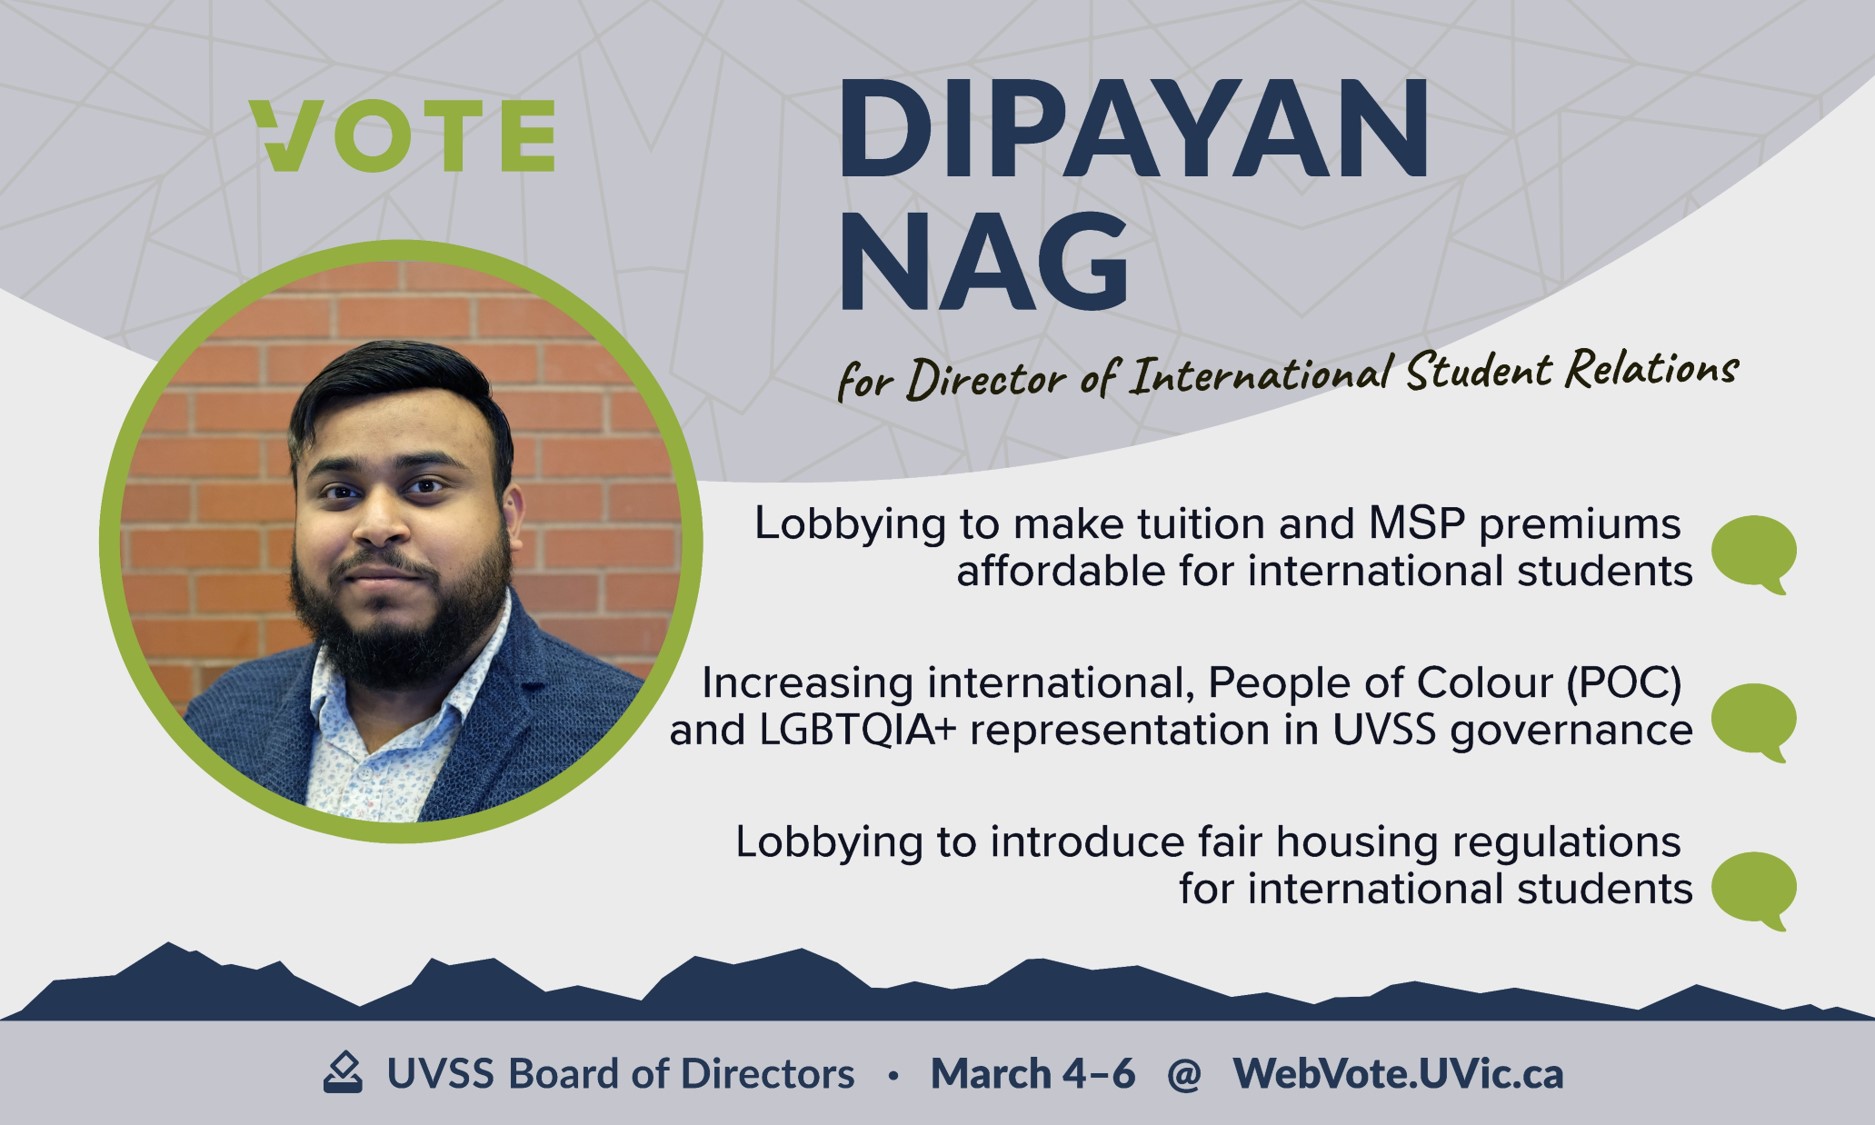 VOTE
DIPAYAN
NAG
for Director of International Student Relations
Lobbying to make tuition and MSP premiums
affordable for international students
Increasing international, People of Colour (POC)
and LGBTQIA+ representation in UVSS governance
Lobbying to introduce fair housing regulations
for international students
UVSS Board of Directors • March 4–6 @ WebVote.UVic.ca